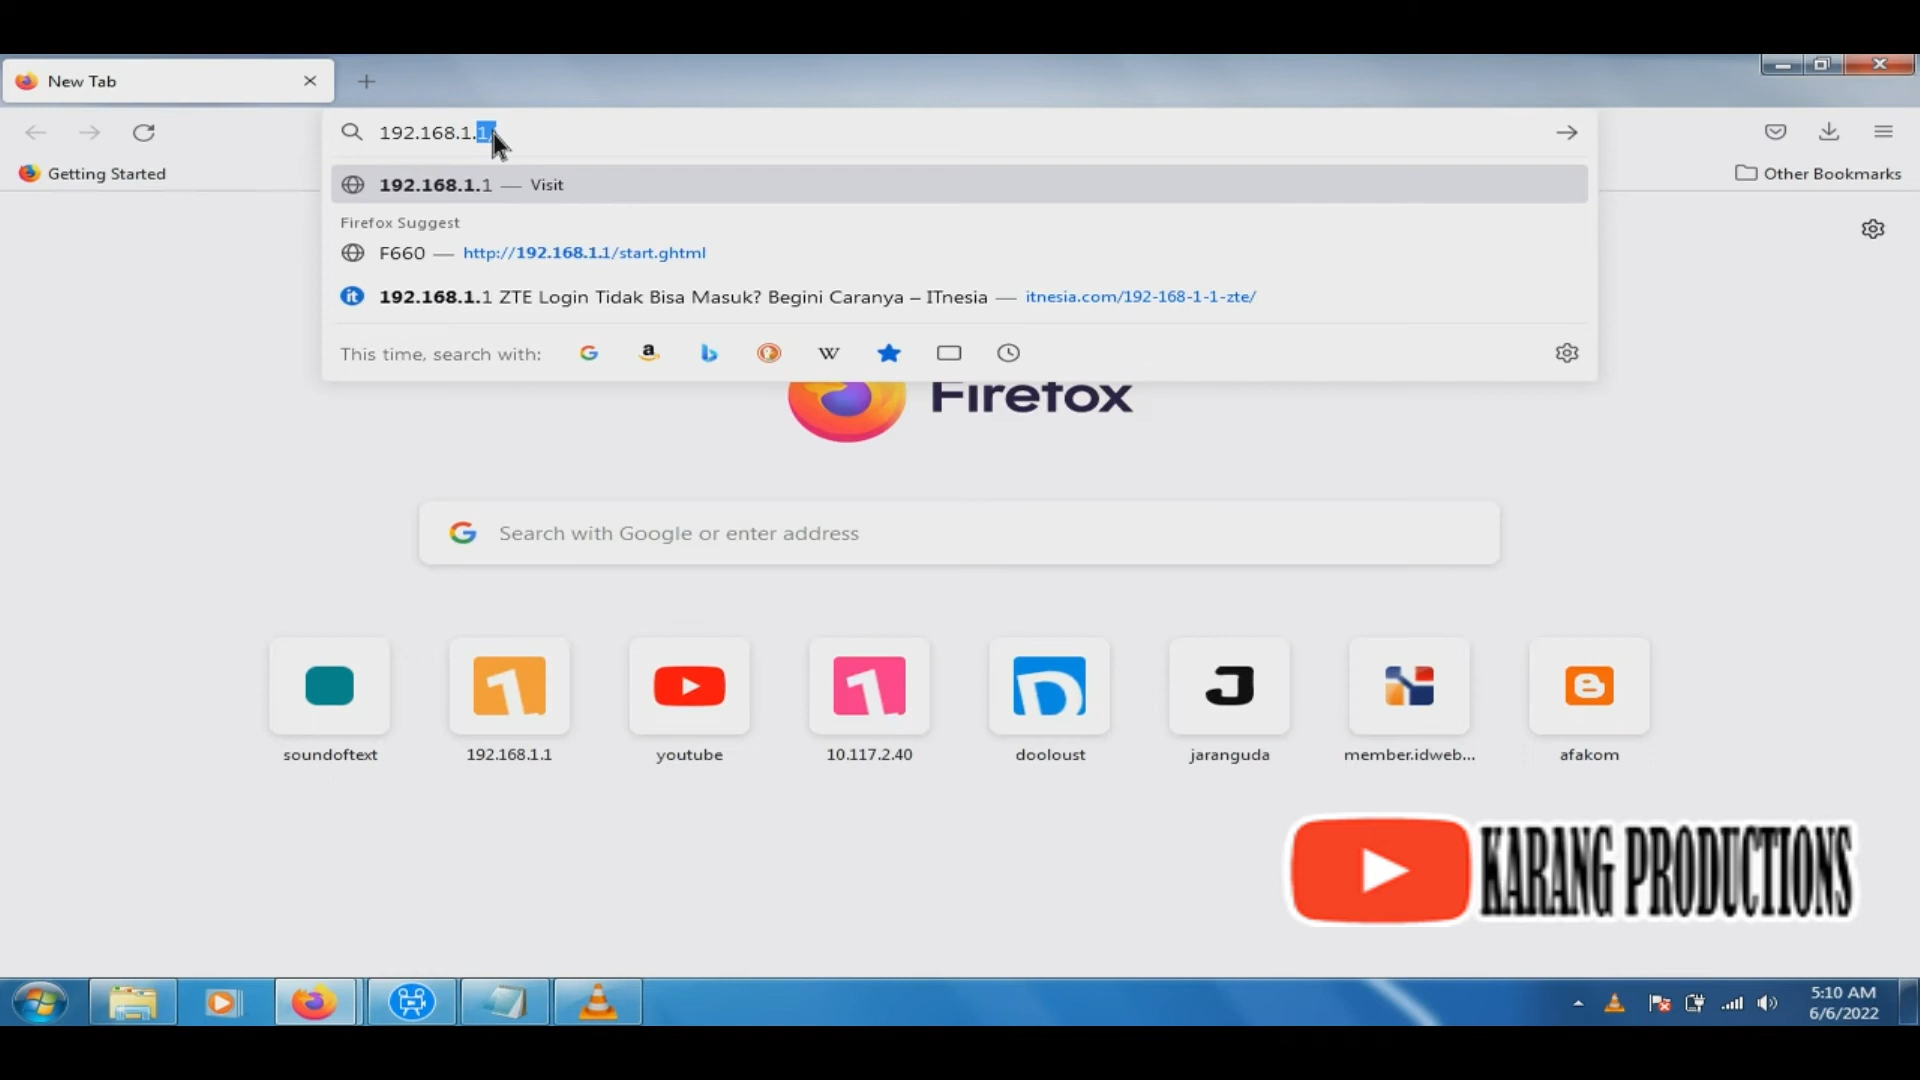 New Tab
192.168.1.1/
Getting Started
Other Bookmarks
192.168.1.1 — Visit
Firefox Suggest
F660 — http://192.168.1.1/start.ghtml
192.168.1.1 ZTE Login Tidak Bisa Masuk? Begini Caranya – ITnesia — itnesia.com/192-168-1-1-zte/
This time, search with:
Firefox
Search with Google or enter address
soundoftext
192.168.1.1
youtube
10.117.2.40
dooloust
jaranguda
member.idweb...
afakom
KARANG PRODUCTIONS
5:10 AM
6/6/2022